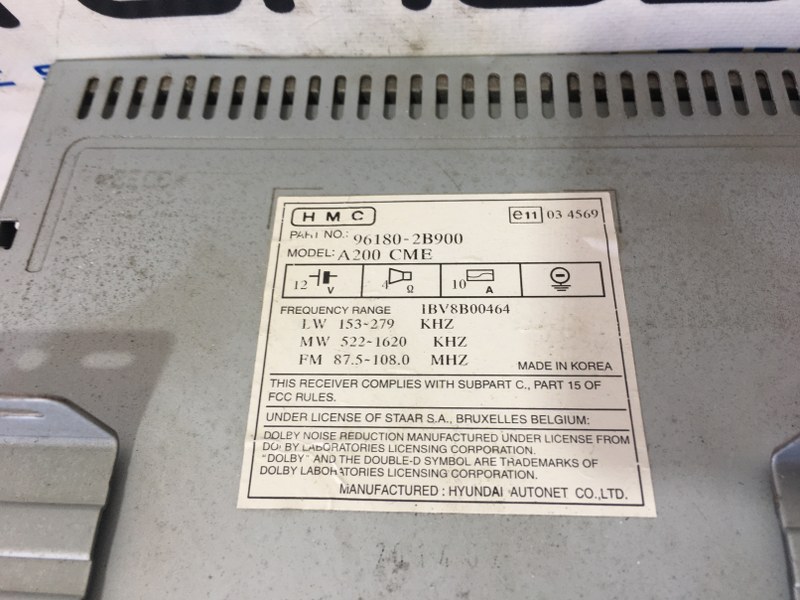 HMC
e11 03 4569
PART NO.: 96180-2B900
MODEL: A200 CME
12 V 4 Ω 10 A
FREQUENCY RANGE 1BV8B00464
LW 153-279 KHZ
MW 522-1620 KHZ
FM 87.5-108.0 MHZ
MADE IN KOREA
THIS RECEIVER COMPLIES WITH SUBPART C., PART 15 OF
FCC RULES.
UNDER LICENSE OF STAAR S.A., BRUXELLES BELGIUM:
DOLBY NOISE REDUCTION MANUFACTURED UNDER LICENSE FROM
DOLBY LABORATORIES LICENSING CORPORATION.
"DOLBY" AND THE DOUBLE-D SYMBOL ARE TRADEMARKS OF
DOLBY LABORATORIES LICENSING CORPORATION.
MANUFACTURED : HYUNDAI AUTONET CO.,LTD.